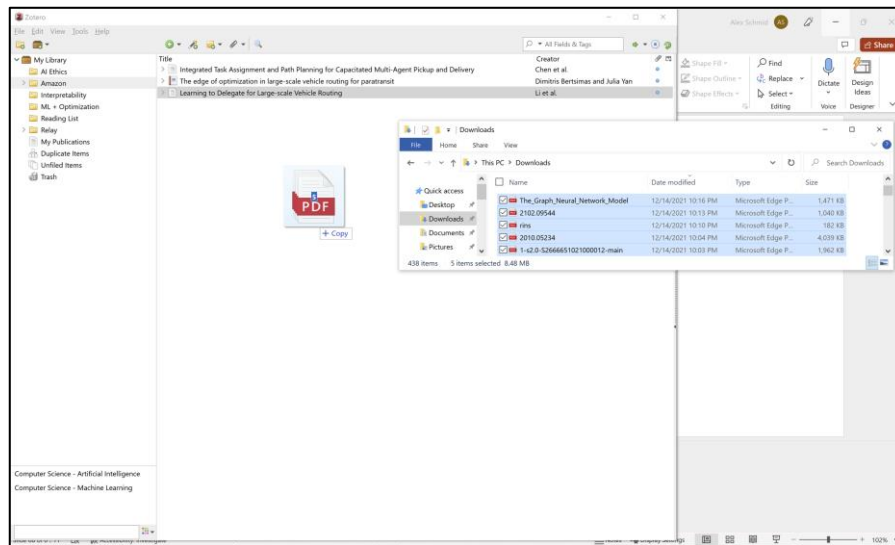 Zotero
File Edit View Tools Help
All Fields & Tags
My Library
AI Ethics
Amazon
Interpretability
ML + Optimization
Reading List
Relay
My Publications
Duplicate Items
Unfiled Items
Trash
Title Creator
Integrated Task Assignment and Path Planning for Capacitated Multi-Agent Pickup and Delivery Chen et al.
The edge of optimization in large-scale vehicle routing for paratransit Dimitris Bertsimas and Julia Yan
Learning to Delegate for Large-scale Vehicle Routing Li et al.
5
PDF
+ Copy
Computer Science - Artificial Intelligence
Computer Science - Machine Learning
Alex Schmid AS
Share
Shape Fill
Shape Outline
Shape Effects
Find
Replace
Select
Editing
Dictate
Voice
Design
Ideas
Designer
Downloads
File Home Share View
This PC > Downloads
Search Downloads
Quick access
Desktop
Downloads
Documents
Pictures
Name Date modified Type Size
The_Graph_Neural_Network_Model 12/14/2021 10:16 PM Microsoft Edge P... 1,471 KB
2102.09544 12/14/2021 10:13 PM Microsoft Edge P... 1,040 KB
rins 12/14/2021 10:10 PM Microsoft Edge P... 182 KB
2010.05234 12/14/2021 10:04 PM Microsoft Edge P... 4,039 KB
1-s2.0-S2666651021000012-main 12/14/2021 10:03 PM Microsoft Edge P... 1,962 KB
438 items 5 items selected 8.48 MB
102%